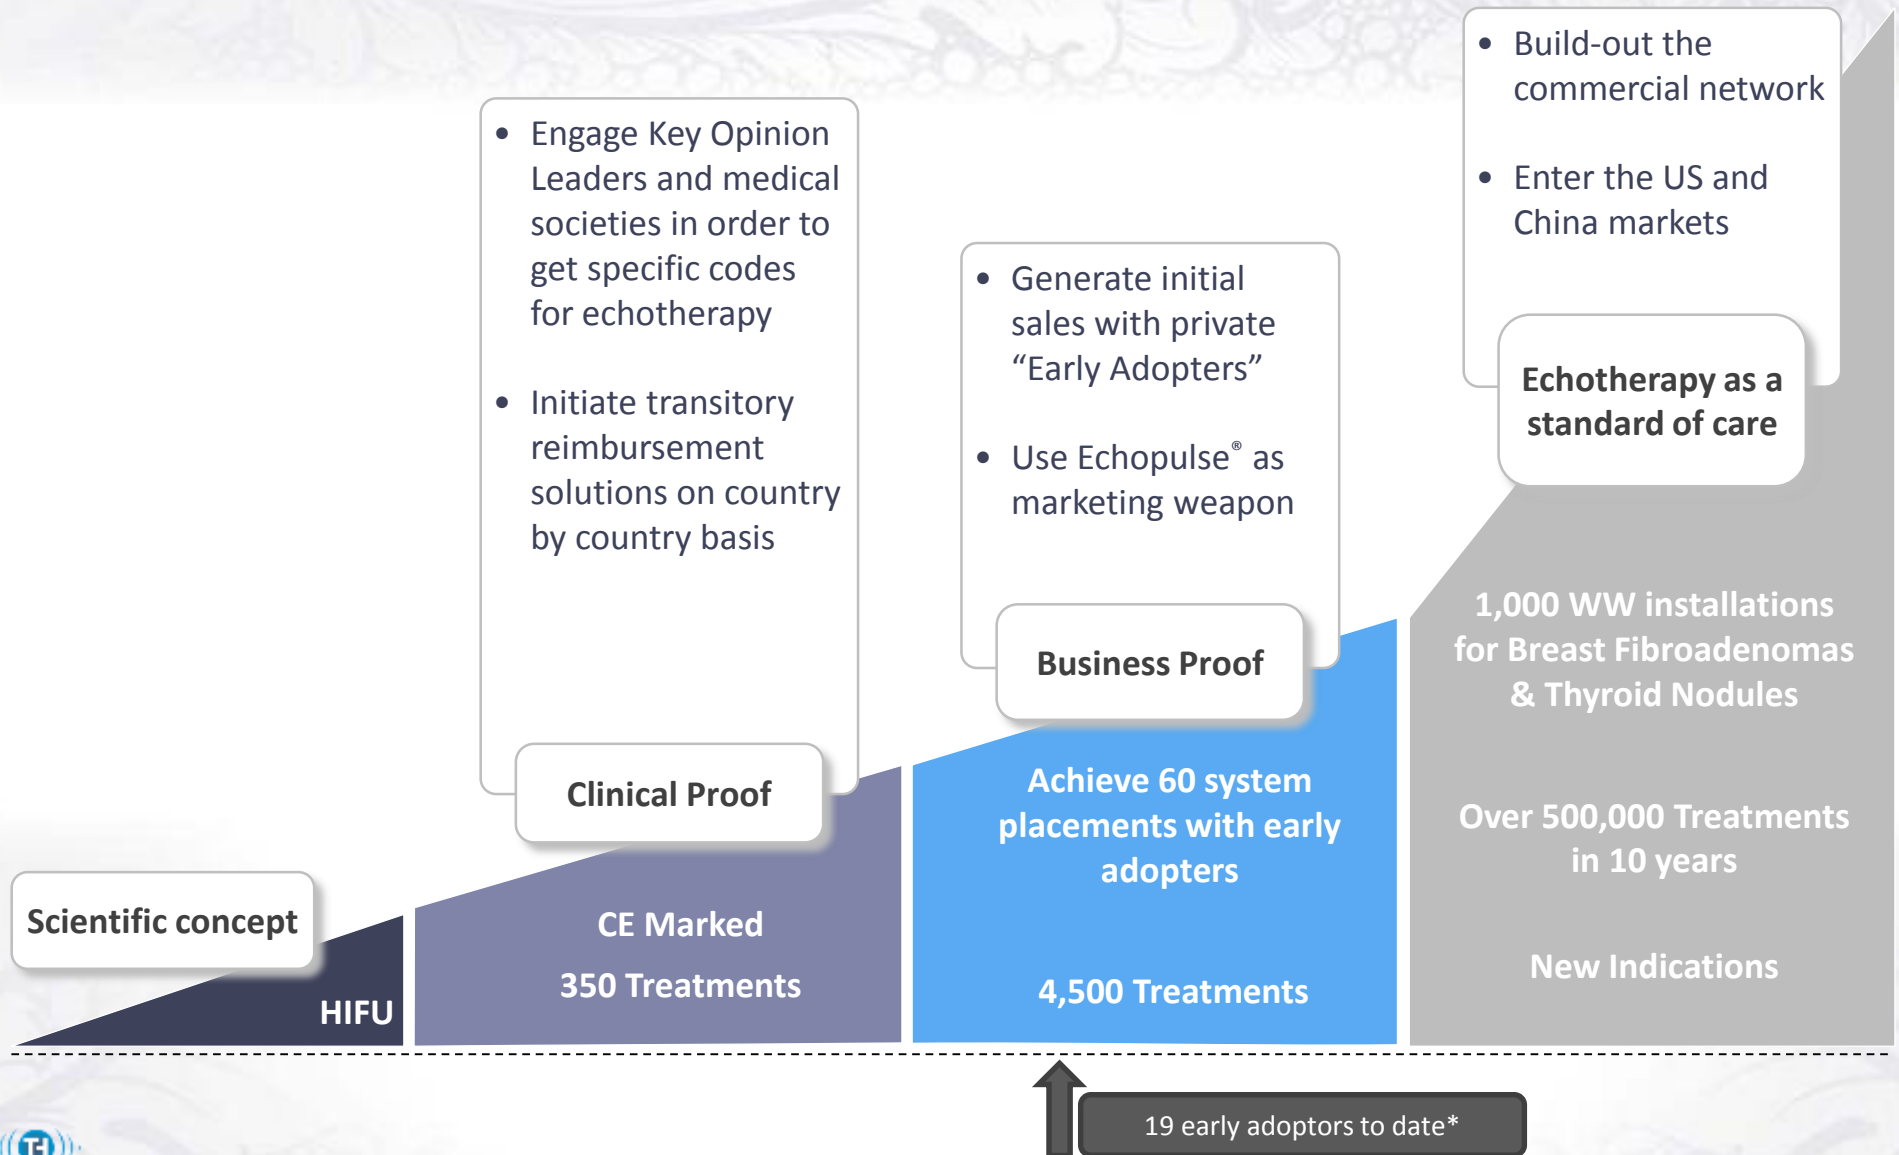 Scientific concept
HIFU
• Engage Key Opinion
Leaders and medical
societies in order to
get specific codes
for echotherapy
• Initiate transitory
reimbursement
solutions on country
by country basis
Clinical Proof
CE Marked
350 Treatments
• Generate initial
sales with private
“Early Adopters”
• Use Echopulse® as
marketing weapon
Business Proof
Achieve 60 system
placements with early
adopters
4,500 Treatments
• Build-out the
commercial network
• Enter the US and
China markets
Echotherapy as a
standard of care
1,000 WW installations
for Breast Fibroadenomas
& Thyroid Nodules
Over 500,000 Treatments
in 10 years
New Indications
19 early adoptors to date*